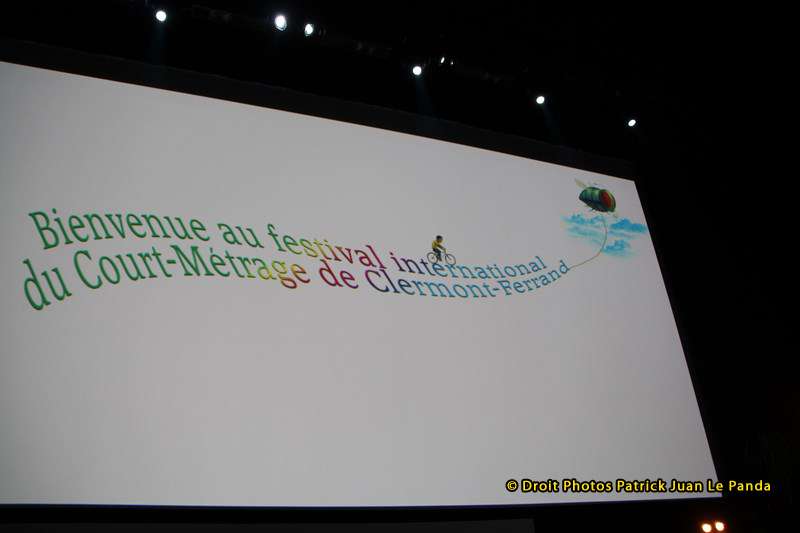 Bienvenue au festival international
du Court-Métrage de Clermont-Ferrand
© Droit Photos Patrick Juan Le Panda